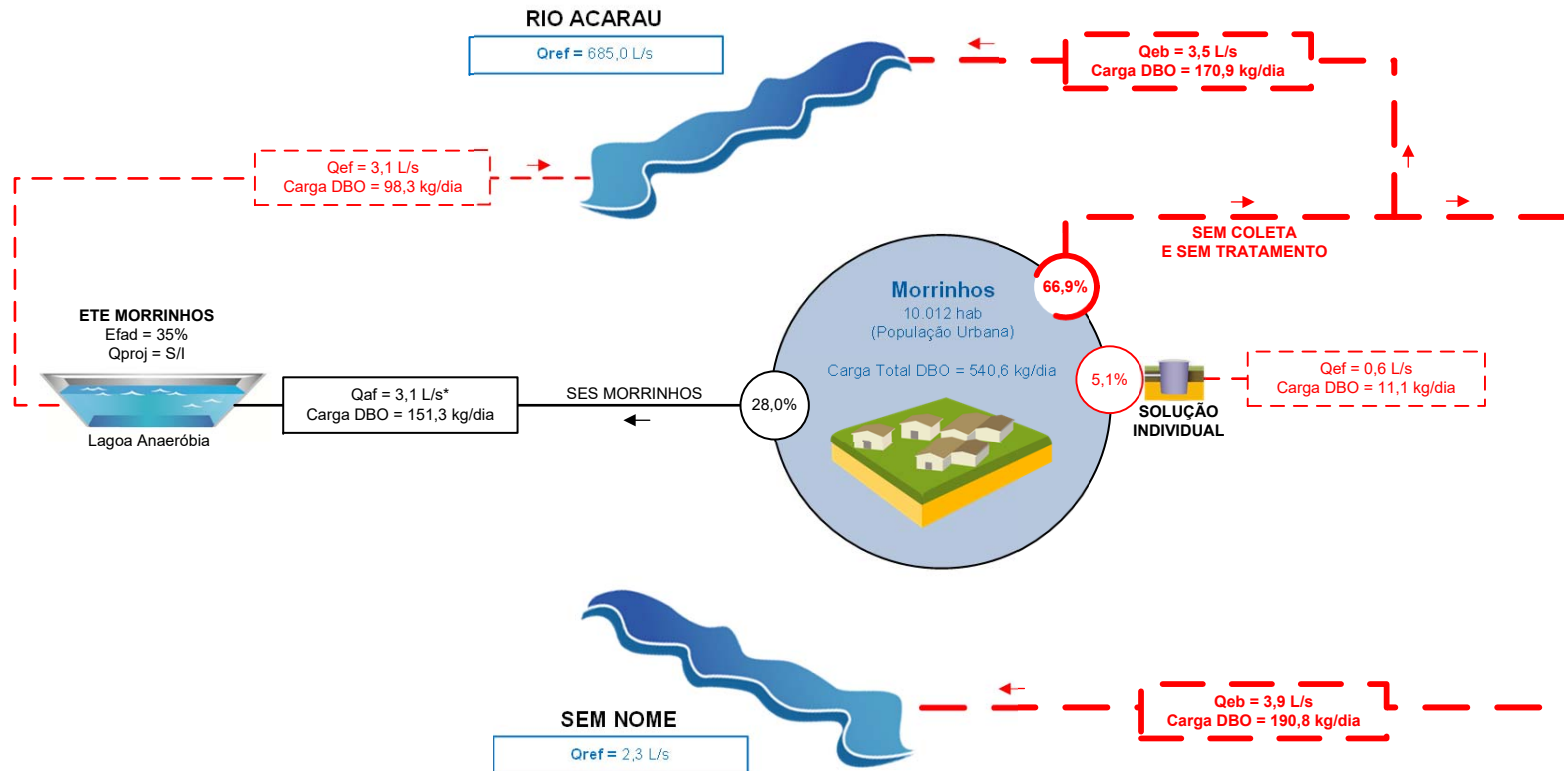 RIO ACARAU
Qref = 685,0 L/s
Qeb = 3,5 L/s
Carga DBO = 170,9 kg/dia
Qef = 3,1 L/s
Carga DBO = 98,3 kg/dia
SEM COLETA
E SEM TRATAMENTO
66,9%
Morrinhos
10.012 hab
(População Urbana)
Carga Total DBO = 540,6 kg/dia
ETE MORRINHOS
Efad = 35%
Qproj = S/I
Lagoa Anaeróbia
Qaf = 3,1 L/s*
Carga DBO = 151,3 kg/dia
SES MORRINHOS
28,0%
5,1%
SOLUÇÃO
INDIVIDUAL
Qef = 0,6 L/s
Carga DBO = 11,1 kg/dia
SEM NOME
Qref = 2,3 L/s
Qeb = 3,9 L/s
Carga DBO = 190,8 kg/dia